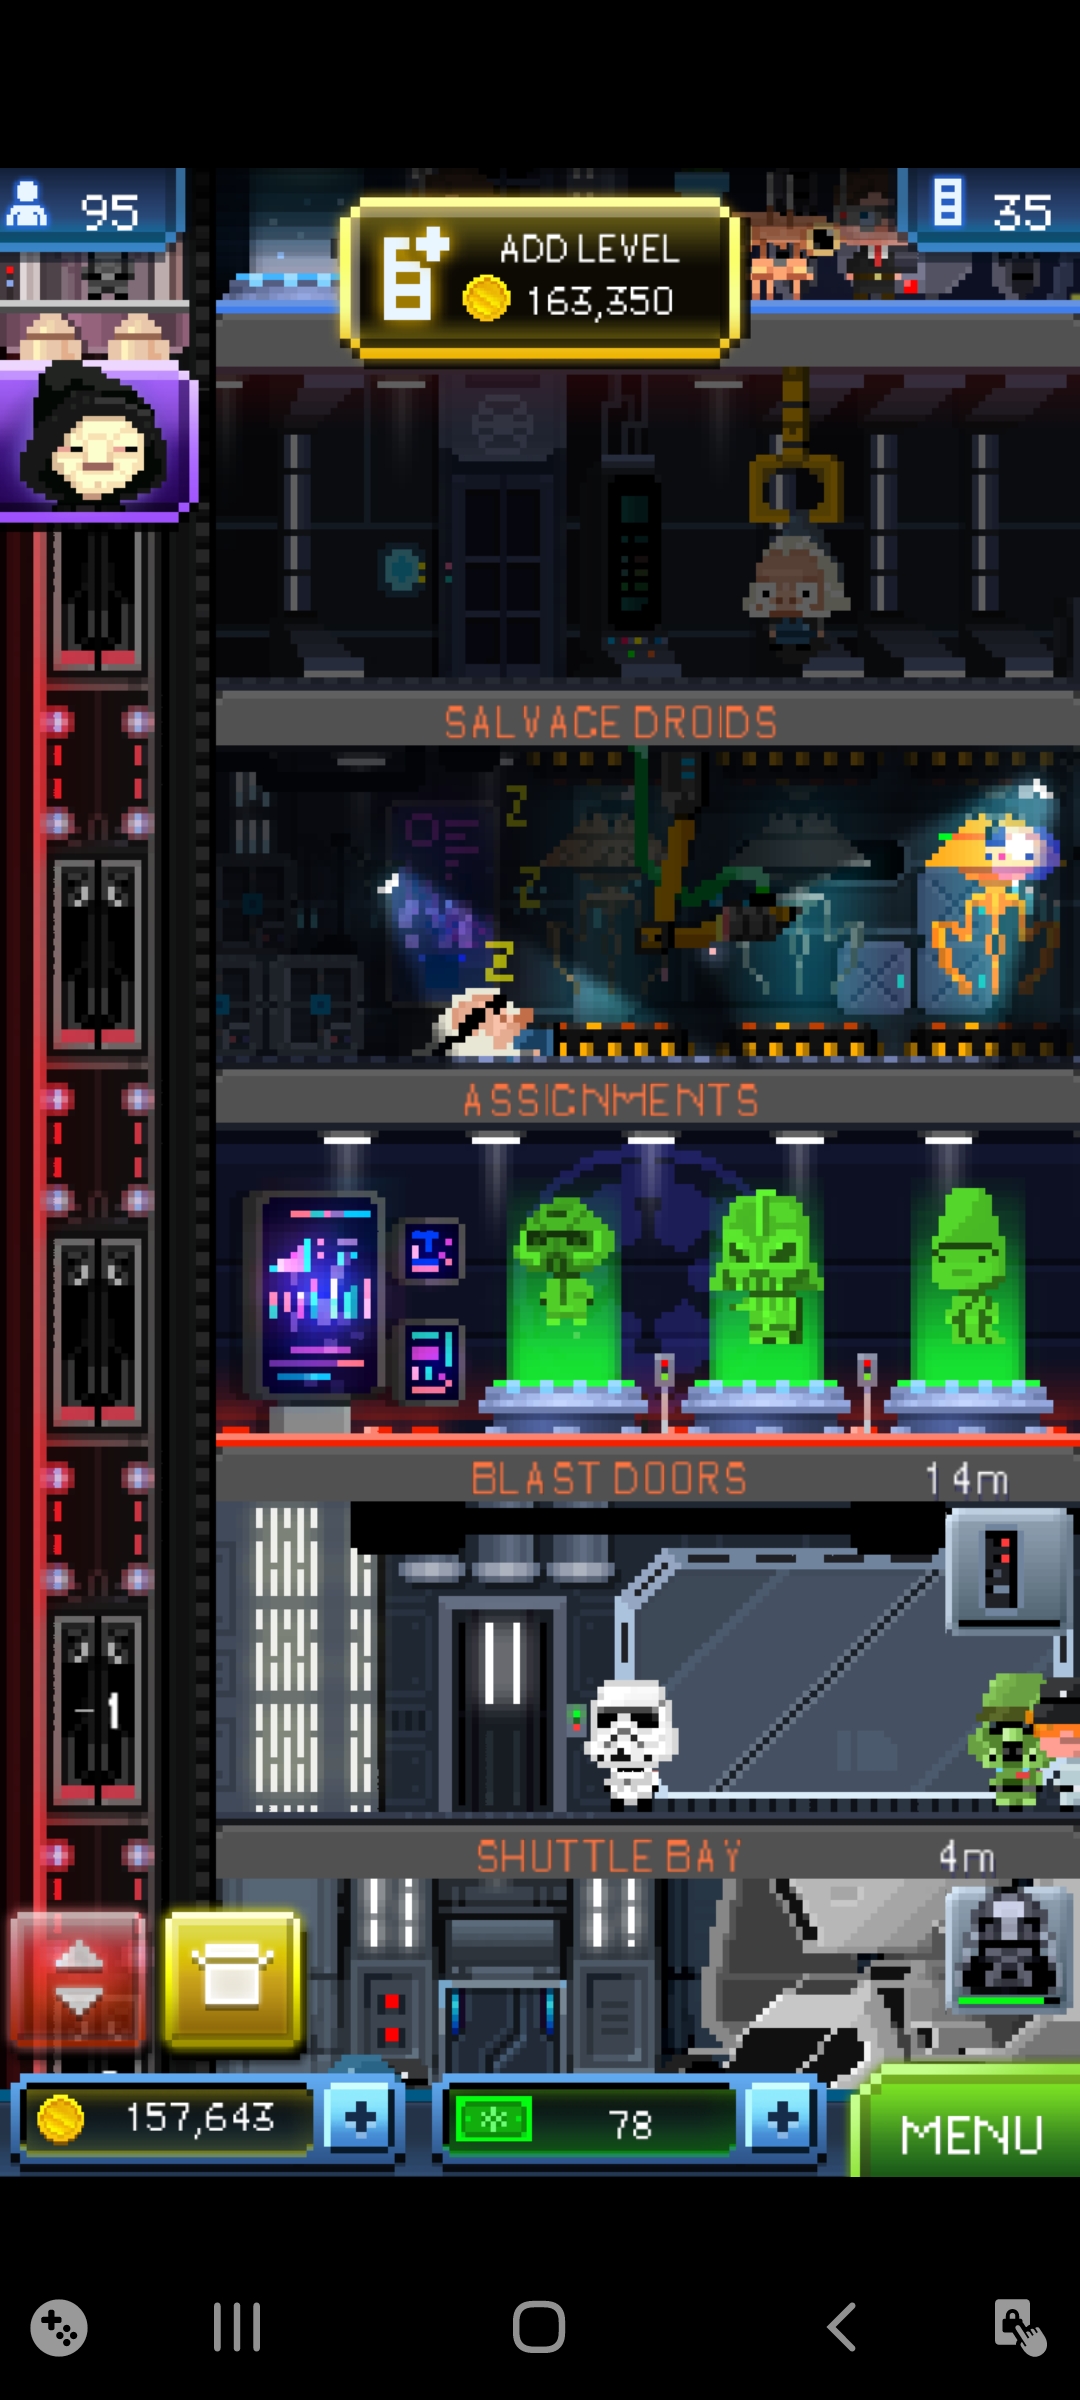 95
ADD LEVEL
163,350
35
SALVAGE DROIDS
Z
Z
Z
ASSIGNMENTS
BLAST DOORS 14m
-1
SHUTTLE BAY 4m
157,643
78
MENU